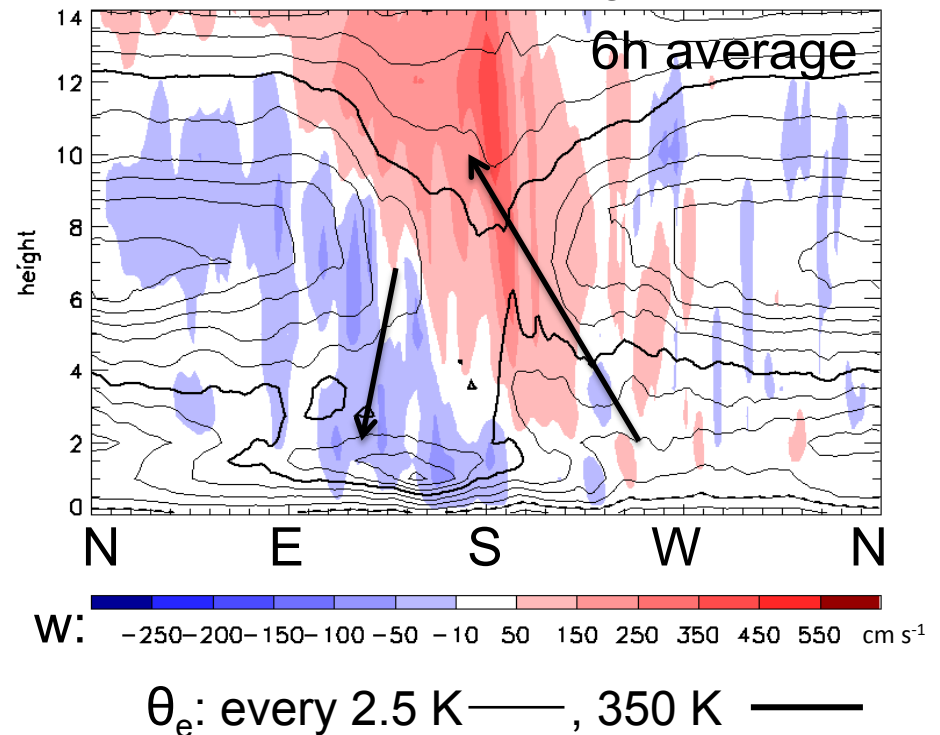 14
6h average
12
10
8
height
6
4
2
0
N E S W N
w: -250 -200 -150 -100 -50 -10 50 150 250 350 450 550 cm s⁻¹
θₑ: every 2.5 K —— , 350 K ——